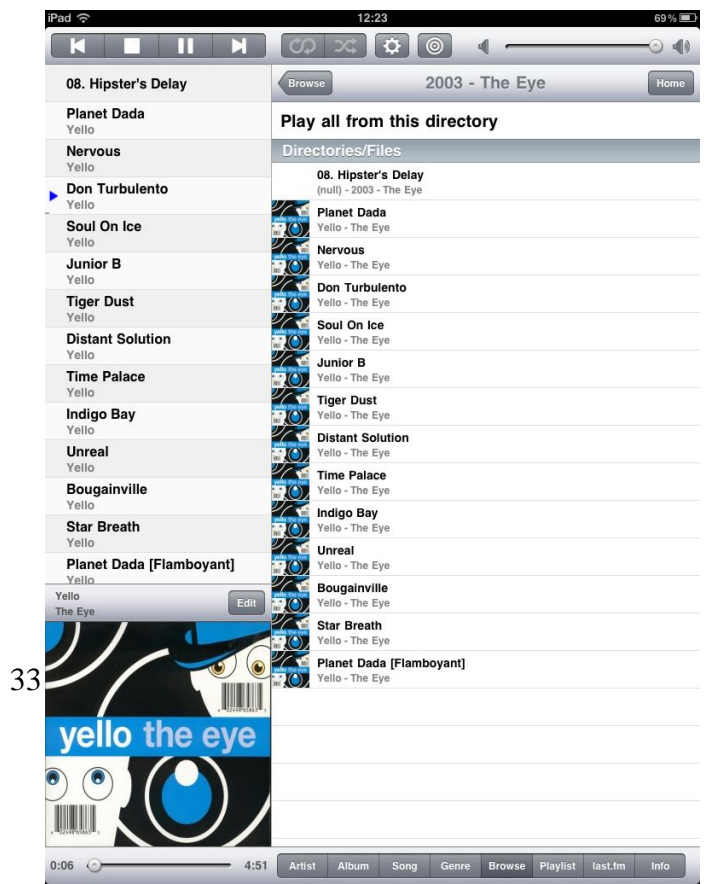 iPad 12:23 69%
08. Hipster's Delay
Planet Dada
Yello
Nervous
Yello
Don Turbulento
Yello
Soul On Ice
Yello
Junior B
Yello
Tiger Dust
Yello
Distant Solution
Yello
Time Palace
Yello
Indigo Bay
Yello
Unreal
Yello
Bougainville
Yello
Star Breath
Yello
Planet Dada [Flamboyant]
Yello
Yello
The Eye
Edit
yello the eye
33
0:06 4:51
Browse 2003 - The Eye Home
Play all from this directory
Directories/Files
08. Hipster's Delay
(null) - 2003 - The Eye
Planet Dada
Yello - The Eye
Nervous
Yello - The Eye
Don Turbulento
Yello - The Eye
Soul On Ice
Yello - The Eye
Junior B
Yello - The Eye
Tiger Dust
Yello - The Eye
Distant Solution
Yello - The Eye
Time Palace
Yello - The Eye
Indigo Bay
Yello - The Eye
Unreal
Yello - The Eye
Bougainville
Yello - The Eye
Star Breath
Yello - The Eye
Planet Dada [Flamboyant]
Yello - The Eye
Artist Album Song Genre Browse Playlist last.fm Info